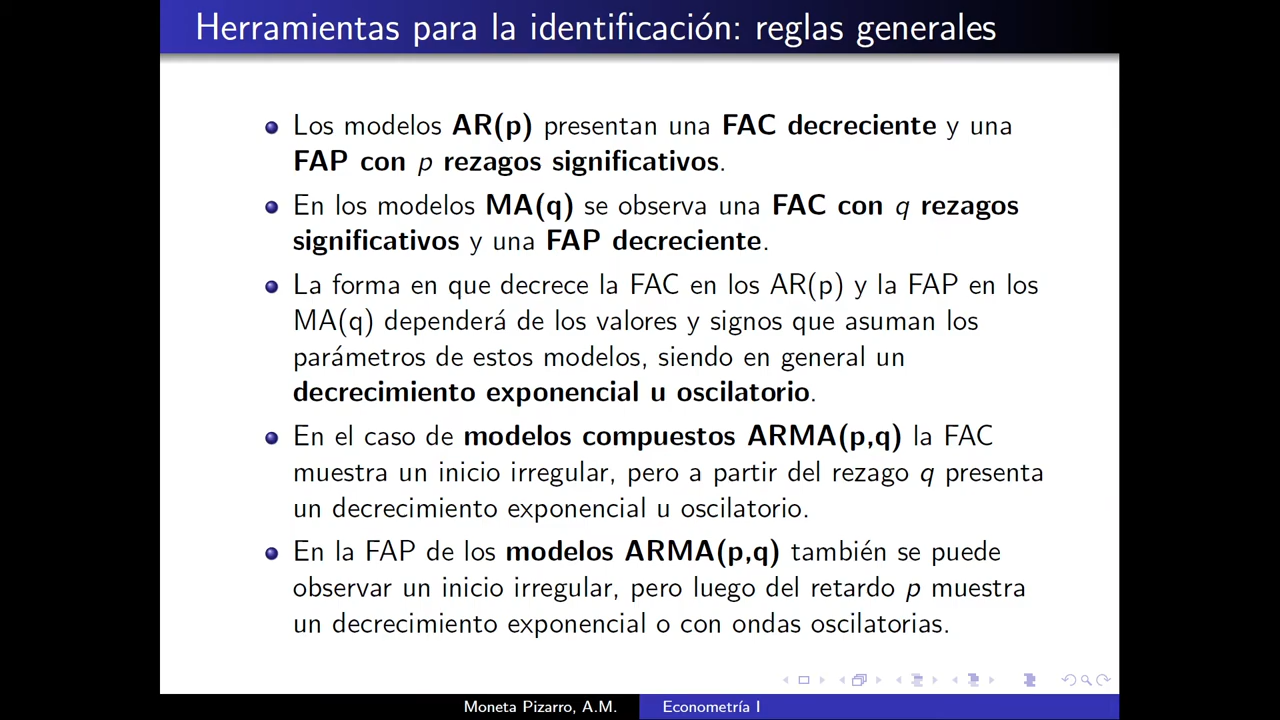 Herramientas para la identificación: reglas generales
Los modelos AR(p) presentan una FAC decreciente y una
FAP con p rezagos significativos.
En los modelos MA(q) se observa una FAC con q rezagos
significativos y una FAP decreciente.
La forma en que decrece la FAC en los AR(p) y la FAP en los
MA(q) dependerá de los valores y signos que asuman los
parámetros de estos modelos, siendo en general un
decrecimiento exponencial u oscilatorio.
En el caso de modelos compuestos ARMA(p,q) la FAC
muestra un inicio irregular, pero a partir del rezago q presenta
un decrecimiento exponencial u oscilatorio.
En la FAP de los modelos ARMA(p,q) también se puede
observar un inicio irregular, pero luego del retardo p muestra
un decrecimiento exponencial o con ondas oscilatorias.
Moneta Pizarro, A.M. Econometría I